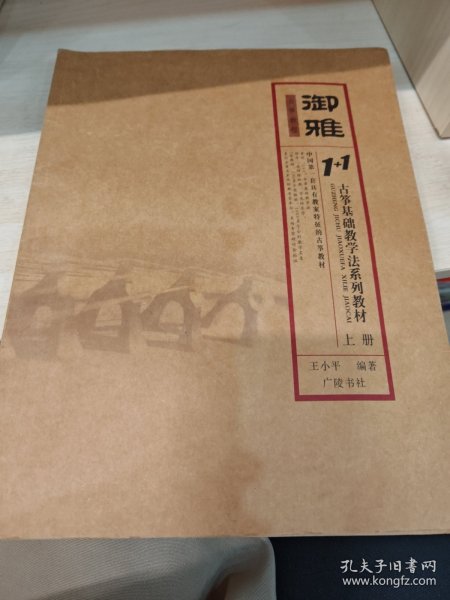 御雅
1+1
古筝基础教学法系列教材
GUZHENG JICHU JIAOXUEFA XILIE JIAOCAI
上册
中国第一套具有教案特征的古筝教材
王小平 编著
广陵书社
孔夫子旧书网
www.kongfz.com